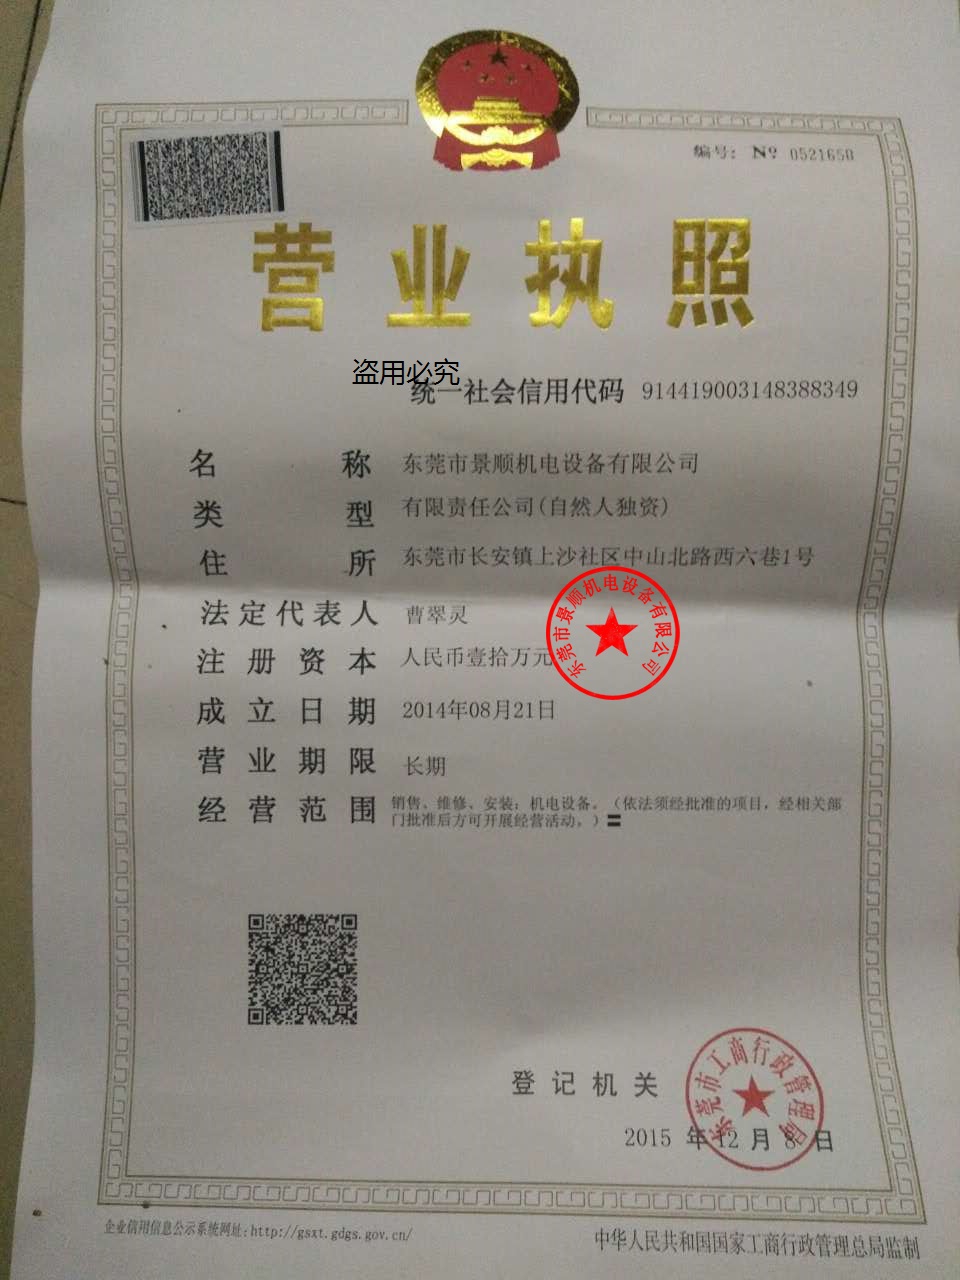 编号: № 0521650
营业执照
盗用必究
统一社会信用代码 914419003148388349
名称 东莞市景顺机电设备有限公司
类型 有限责任公司(自然人独资)
住所 东莞市长安镇上沙社区中山北路西六巷1号
法定代表人 曹翠灵
注册资本 人民币壹拾万元
东莞市景顺机电设备有限公司
成立日期 2014年08月21日
营业期限 长期
经营范围 销售、维修、安装：机电设备。（依法须经批准的项目，经相关部
门批准后方可开展经营活动。）〓
登记机关
东莞市工商行政管理局
2015 年 12 月 8 日
企业信用信息公示系统网址:http://gsxt.gdgs.gov.cn/
中华人民共和国国家工商行政管理总局监制